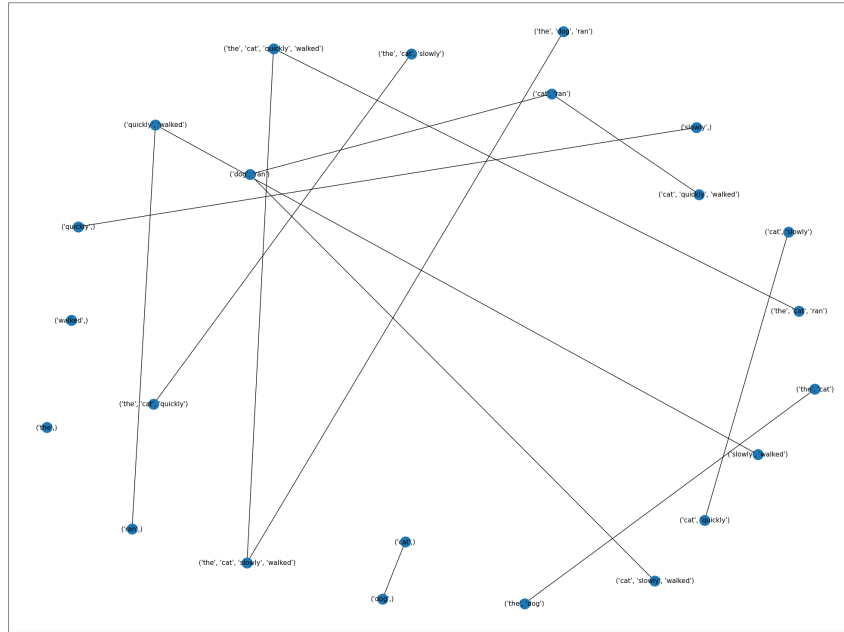 ('the', 'dog', 'ran')
('the', 'cat', 'quickly', 'walked')
('the', 'cat', 'slowly')
('cat', 'ran')
('quickly', 'walked')
('slowly',)
('dog', 'ran')
('cat', 'quickly', 'walked')
('quickly',)
('cat', 'slowly')
('the', 'cat', 'ran')
('walked',)
('the', 'cat')
('the', 'cat', 'quickly')
('the',)
('slowly', 'walked')
('cat', 'quickly')
('ran',)
('cat',)
('the', 'cat', 'slowly', 'walked')
('cat', 'slowly', 'walked')
('dog',)
('the', 'dog')